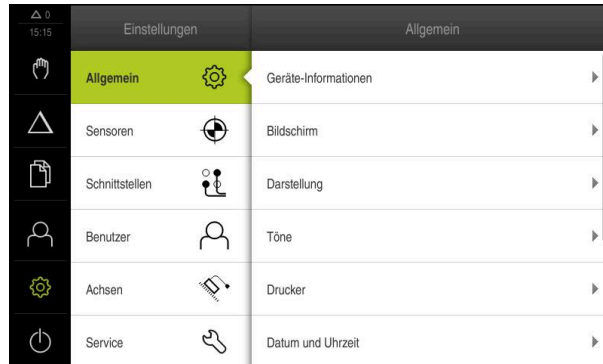 △ 0
15:15
Einstellungen
Allgemein
Allgemein
Sensoren
Schnittstellen
Benutzer
Achsen
Service
Geräte-Informationen
Bildschirm
Darstellung
Töne
Drucker
Datum und Uhrzeit